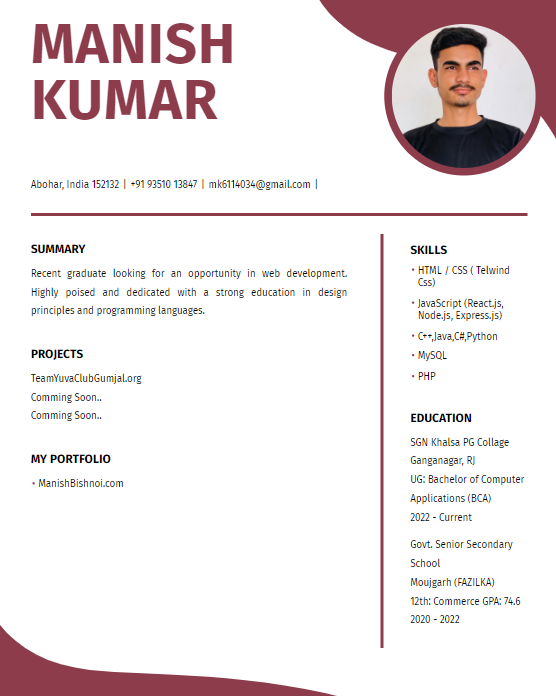 MANISH
KUMAR
Abohar, India 152132 | +91 93510 13847 | mk6114034@gmail.com |
SUMMARY
Recent graduate looking for an opportunity in web development.
Highly poised and dedicated with a strong education in design
principles and programming languages.
PROJECTS
TeamYuvaClubGumjal.org
Comming Soon..
Comming Soon..
MY PORTFOLIO
• ManishBishnoi.com
SKILLS
• HTML / CSS ( Telwind
Css)
• JavaScript (React.js,
Node.js, Express.js)
• C++,Java,C#,Python
• MySQL
• PHP
EDUCATION
SGN Khalsa PG Collage
Ganganagar, RJ
UG: Bachelor of Computer
Applications (BCA)
2022 - Current
Govt. Senior Secondary
School
Moujgarh (FAZILKA)
12th: Commerce GPA: 74.6
2020 - 2022